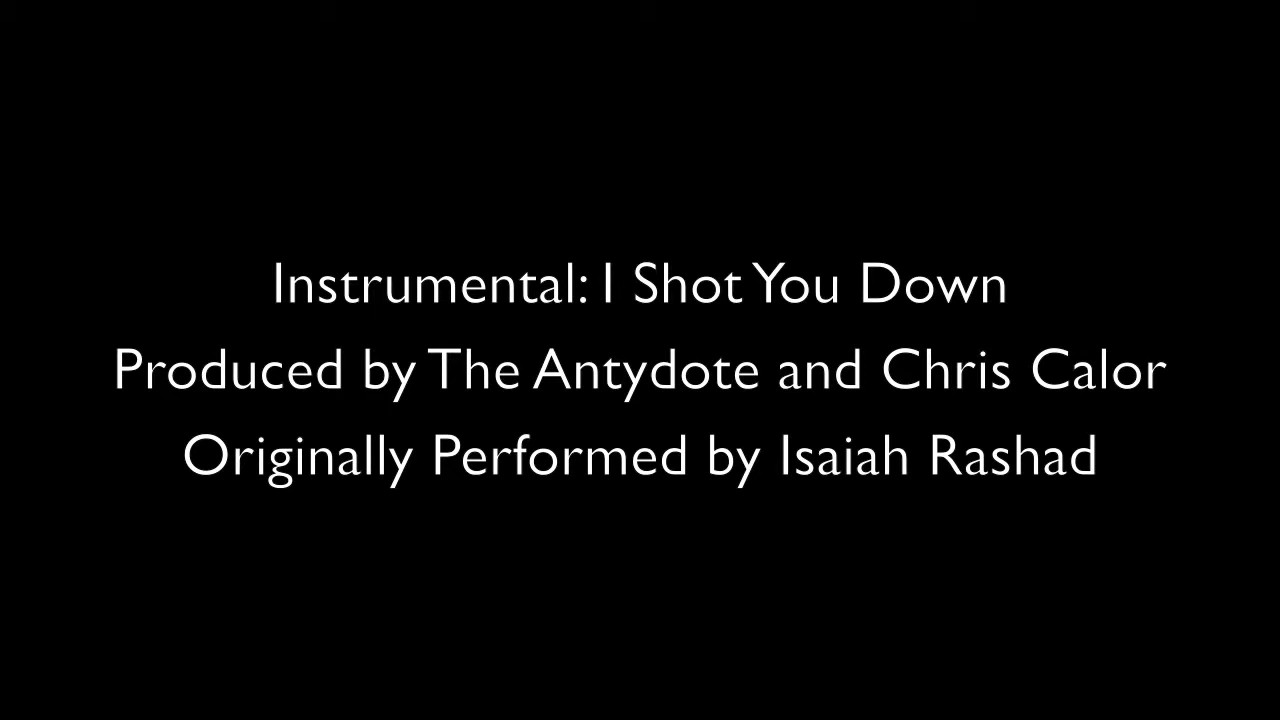 Instrumental: I Shot You Down
Produced by The Antydote and Chris Calor
Originally Performed by Isaiah Rashad